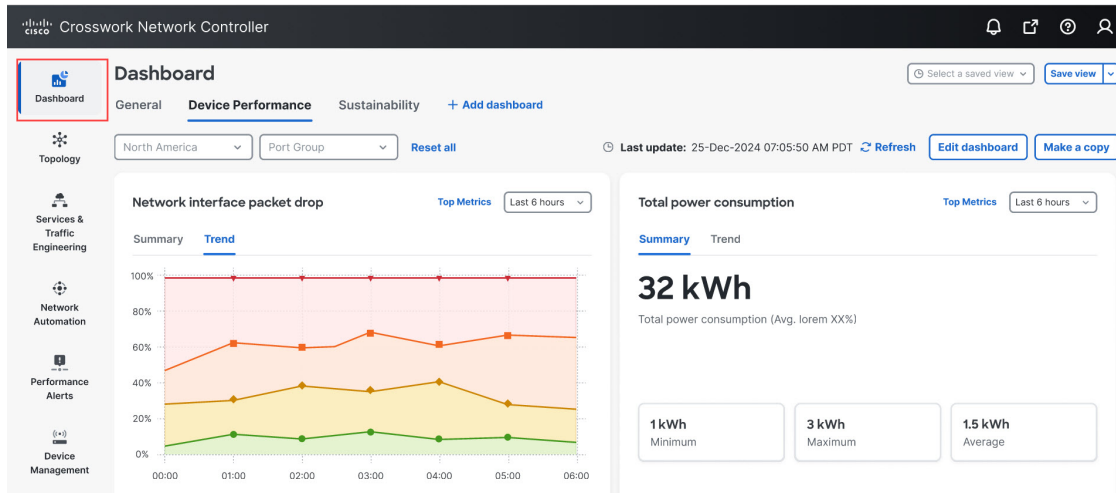 CISCO Crosswork Network Controller
Dashboard
Select a saved view
Save view
Dashboard
General Device Performance Sustainability + Add dashboard
North America
Port Group
Reset all
Last update: 25-Dec-2024 07:05:50 AM PDT
Refresh
Edit dashboard
Make a copy
Topology
Services &
Traffic
Engineering
Network
Automation
Performance
Alerts
Device
Management
Network interface packet drop
Top Metrics
Last 6 hours
Summary Trend
100%
80%
60%
40%
20%
0%
00:00 01:00 02:00 03:00 04:00 05:00 06:00
Total power consumption
Top Metrics
Last 6 hours
Summary Trend
32 kWh
Total power consumption (Avg. lorem XX%)
1 kWh
Minimum
3 kWh
Maximum
1.5 kWh
Average